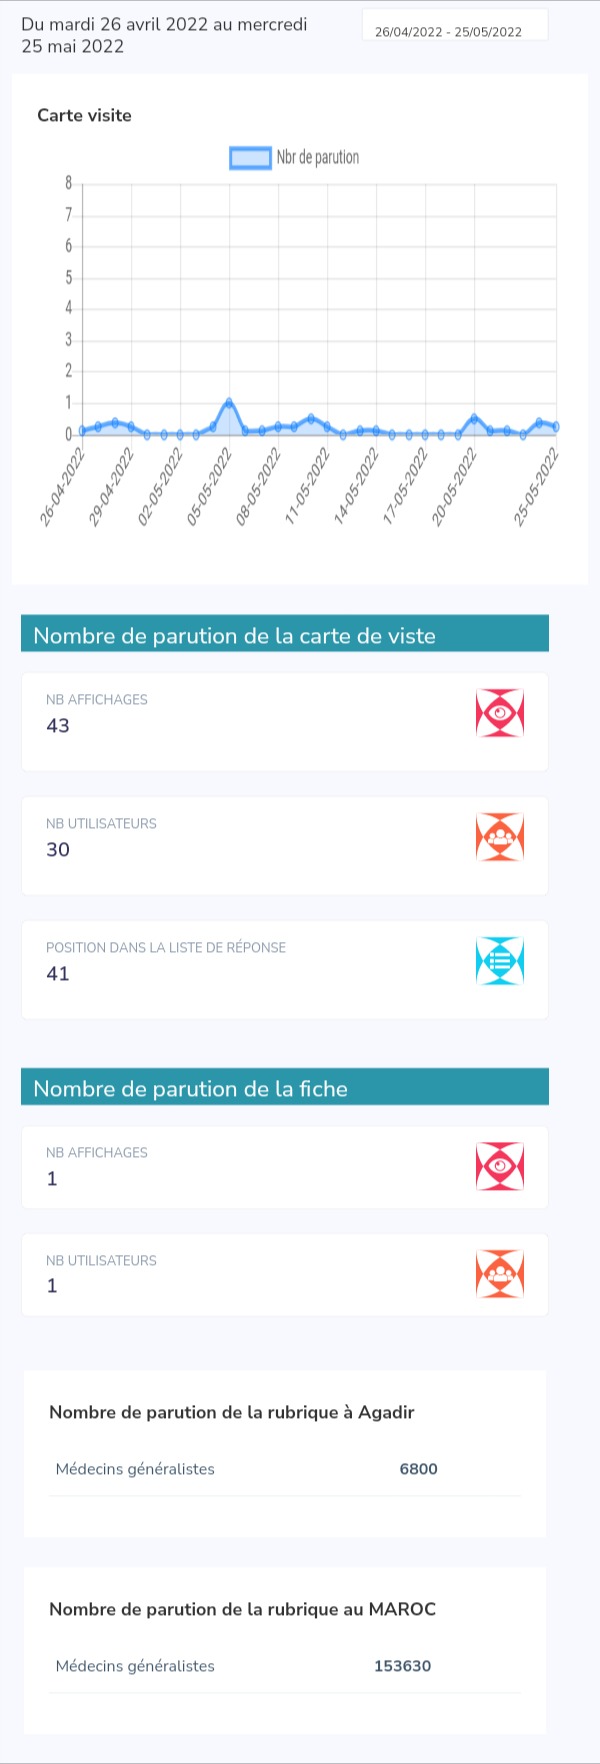 Du mardi 26 avril 2022 au mercredi
25 mai 2022
26/04/2022 - 25/05/2022
Carte visite
Nbr de parution
8
7
6
5
4
3
2
1
0
26-04-2022
29-04-2022
02-05-2022
05-05-2022
08-05-2022
11-05-2022
14-05-2022
17-05-2022
20-05-2022
25-05-2022
Nombre de parution de la carte de viste
NB AFFICHAGES
43
NB UTILISATEURS
30
POSITION DANS LA LISTE DE RÉPONSE
41
Nombre de parution de la fiche
NB AFFICHAGES
1
NB UTILISATEURS
1
Nombre de parution de la rubrique à Agadir
Médecins généralistes 6800
Nombre de parution de la rubrique au MAROC
Médecins généralistes 153630